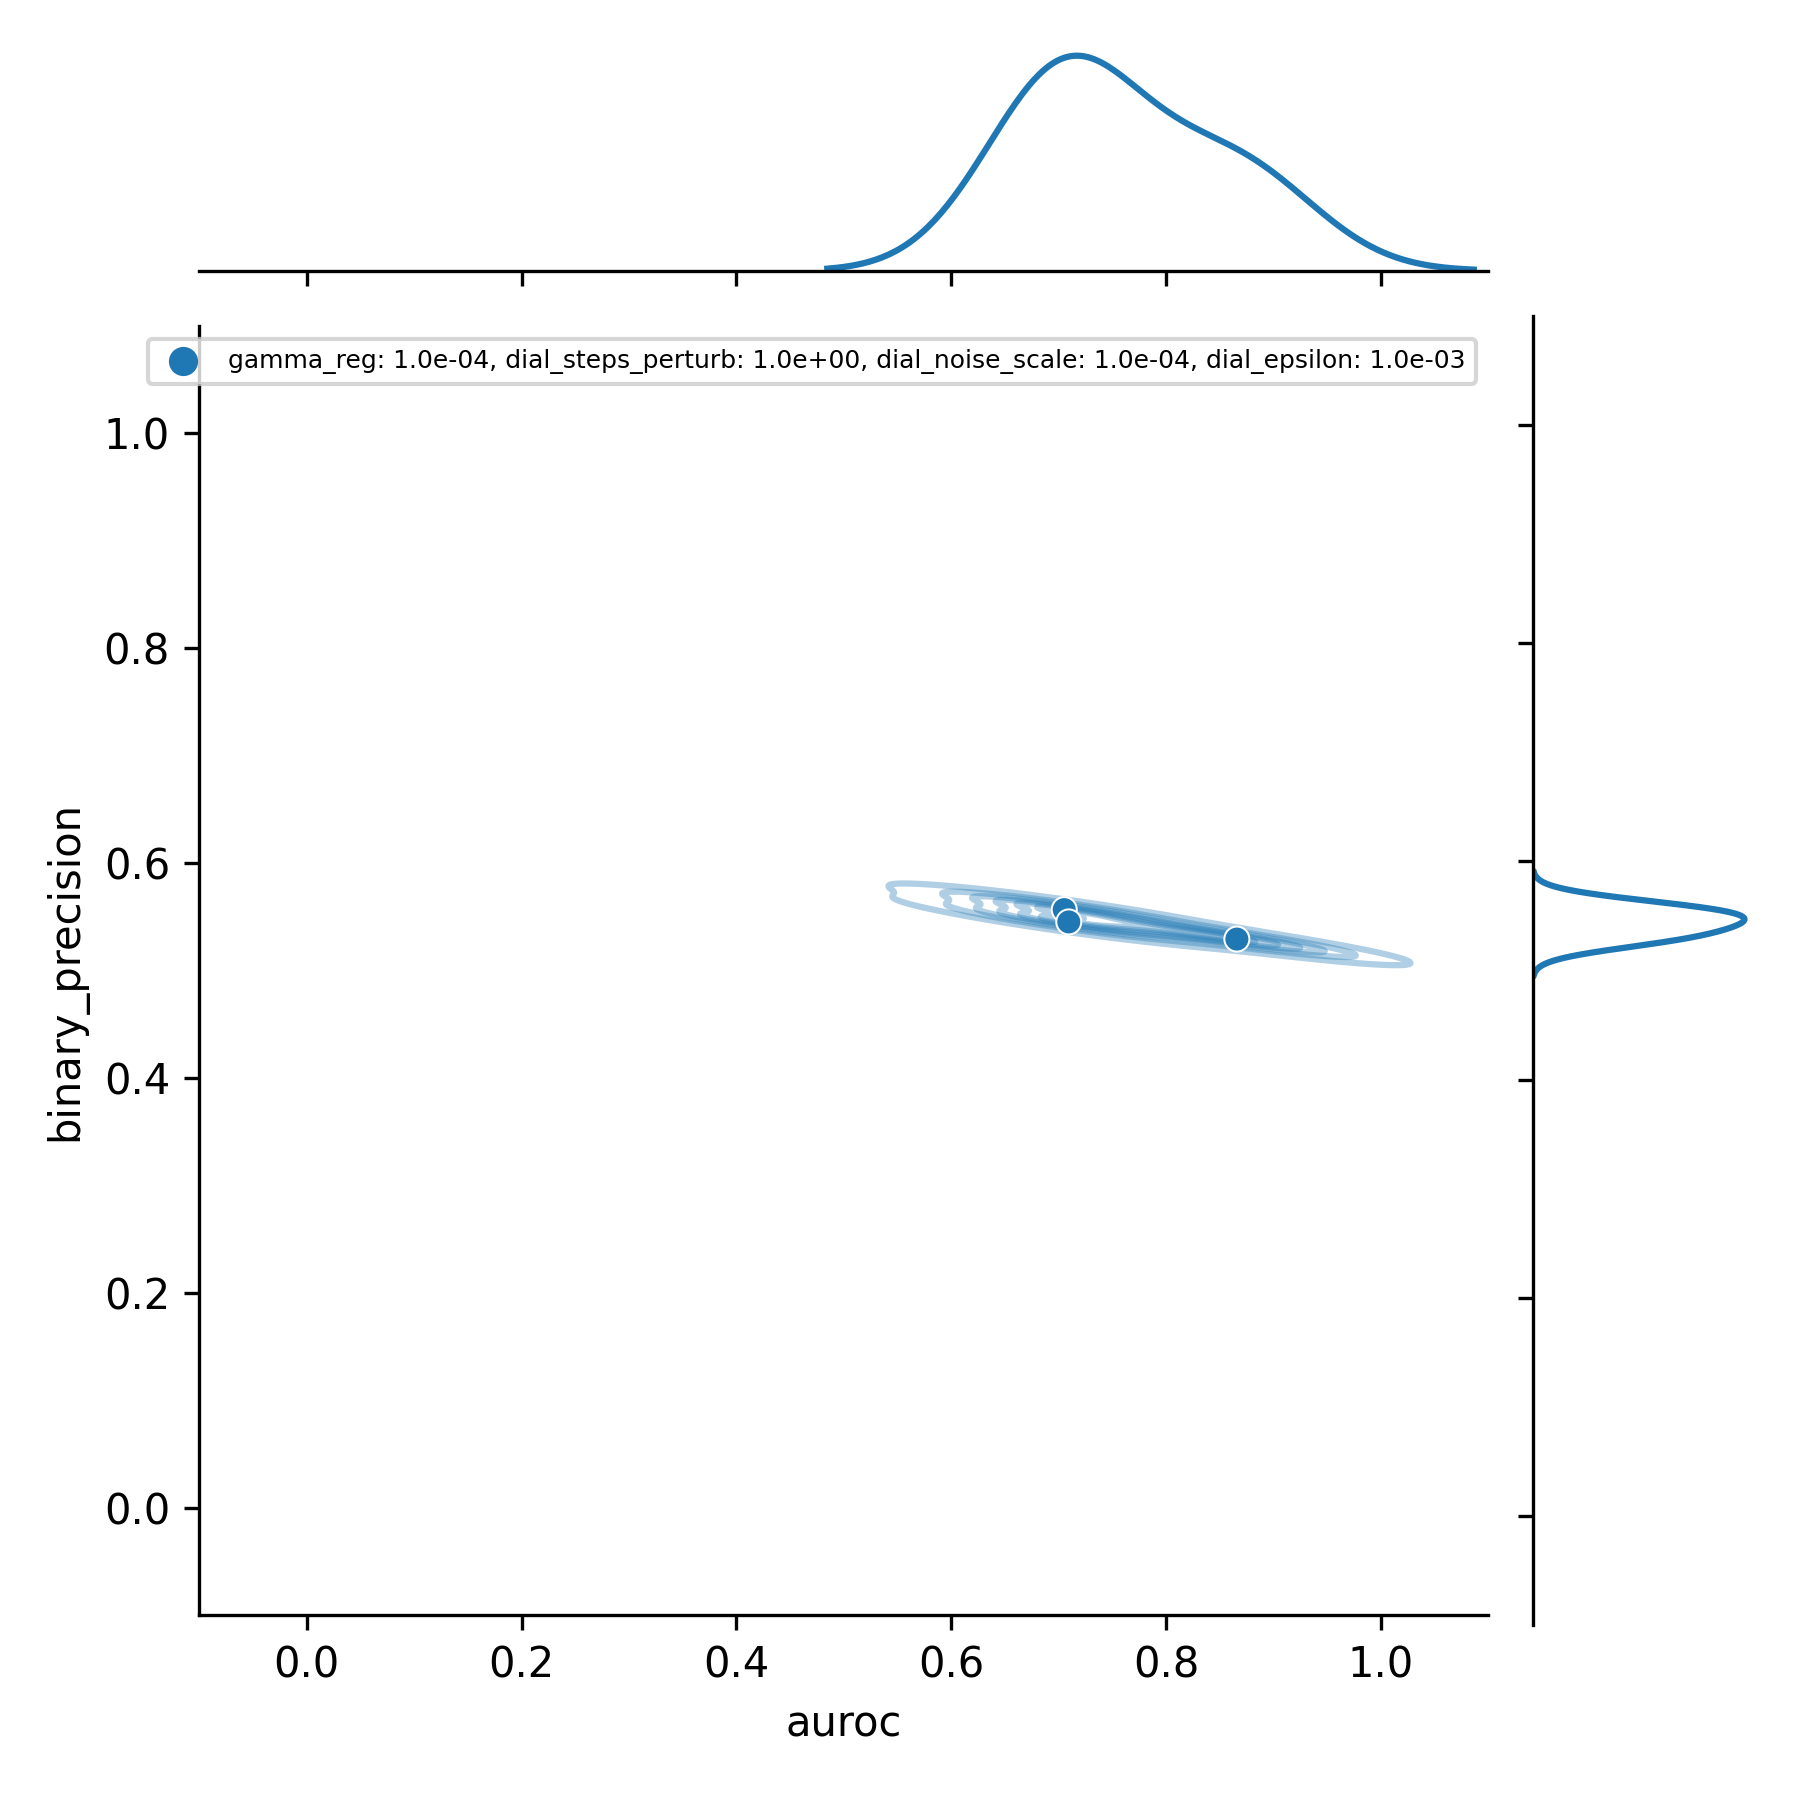 gamma_reg: 1.0e-04, dial_steps_perturb: 1.0e+00, dial_noise_scale: 1.0e-04, dial_epsilon: 1.0e-03
1.0
0.8
0.6
0.4
0.2
0.0
binary_precision
0.0 0.2 0.4 0.6 0.8 1.0
auroc